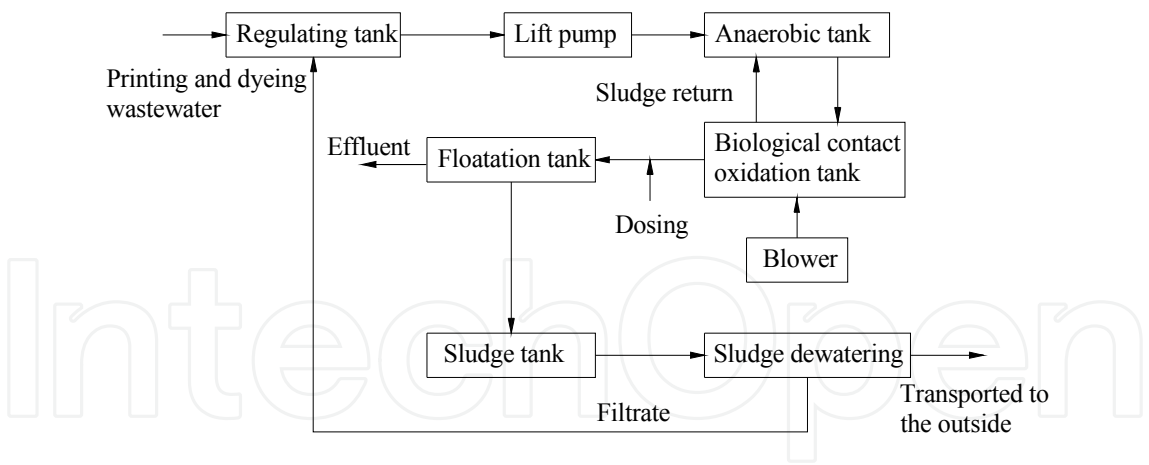 Regulating tank
Lift pump
Anaerobic tank
Printing and dyeing
wastewater
Sludge return
Effluent
Floatation tank
Biological contact
oxidation tank
Dosing
Blower
Sludge tank
Sludge dewatering
Filtrate
Transported to
the outside
IntechOpen